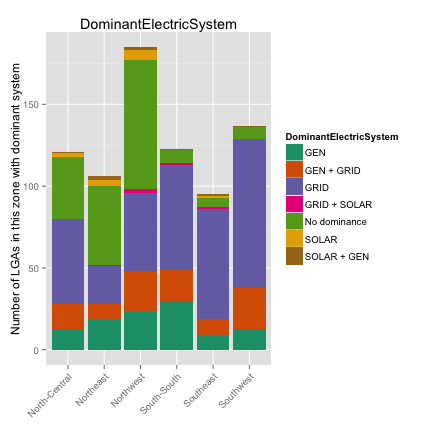 DominantElectricSystem
Number of LGAs in this zone with dominant system
150
100
50
0
North-Central
Northeast
Northwest
South-South
Southeast
Southwest
DominantElectricSystem
GEN
GEN + GRID
GRID
GRID + SOLAR
No dominance
SOLAR
SOLAR + GEN